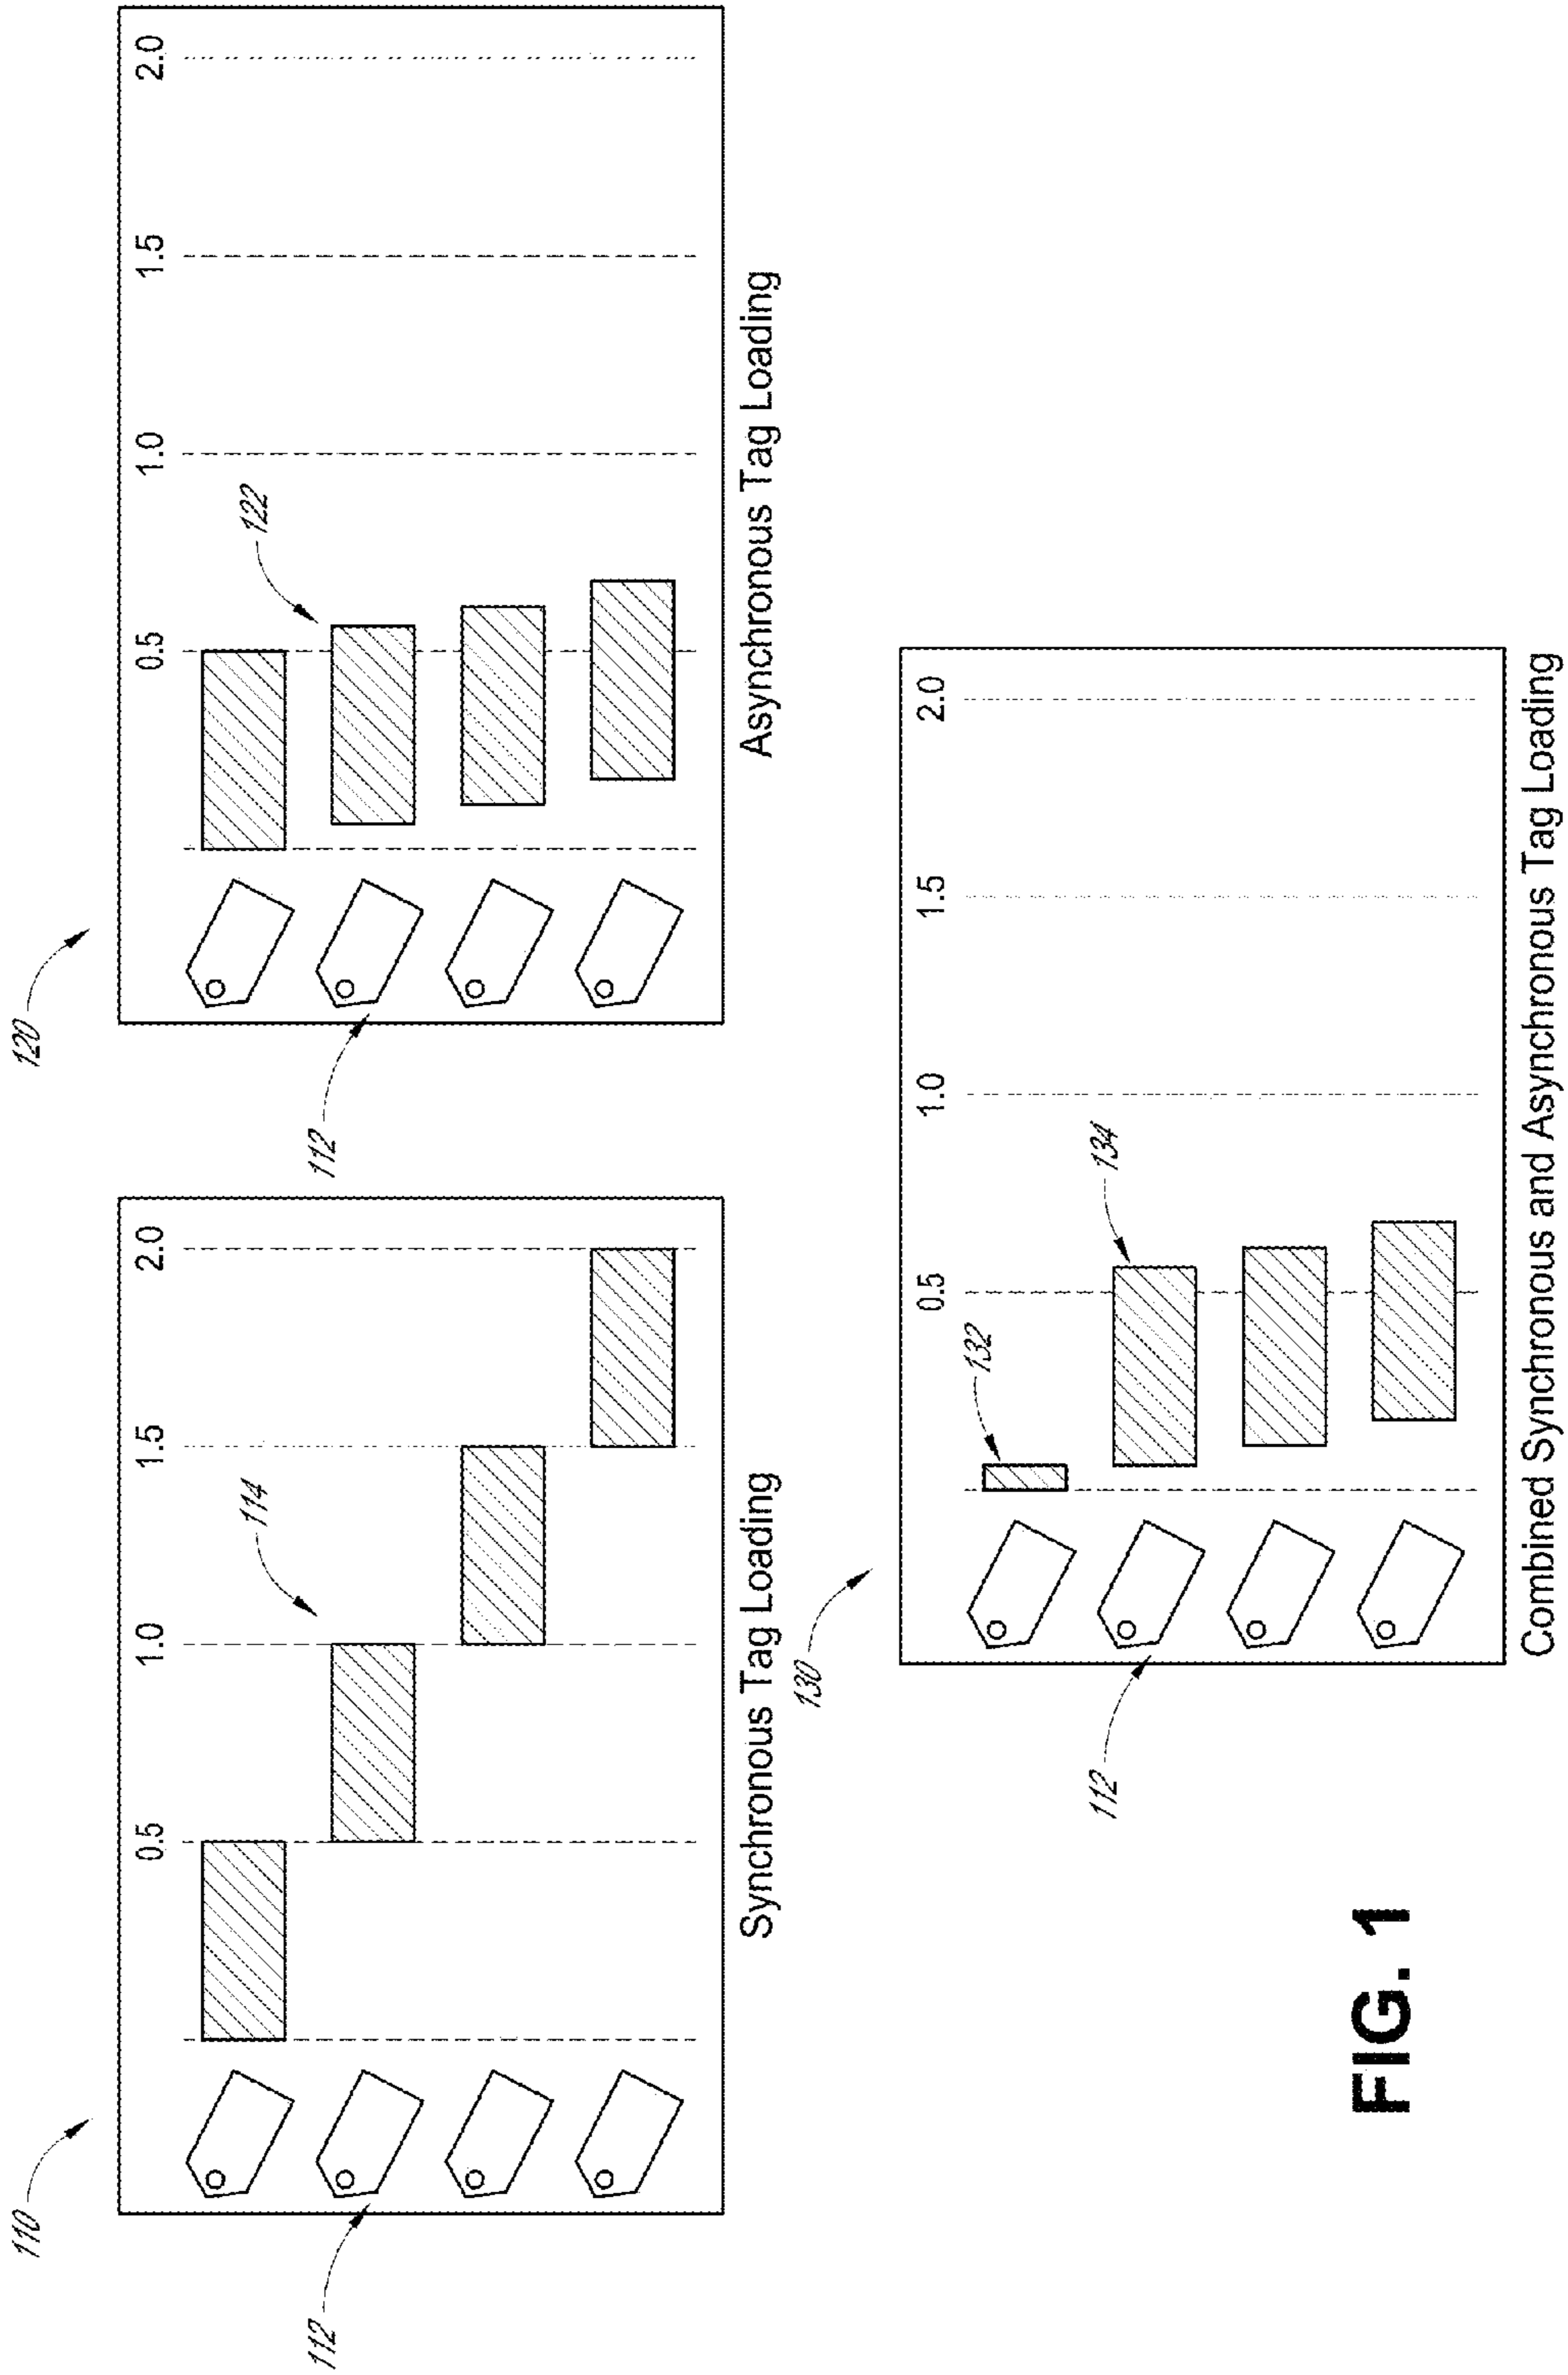 110
120
0.5 1.0 1.5 2.0
114
112
Synchronous Tag Loading
0.5 1.0 1.5 2.0
122
112
Asynchronous Tag Loading
130
0.5 1.0 1.5 2.0
132
134
112
Combined Synchronous and Asynchronous Tag Loading
FIG. 1